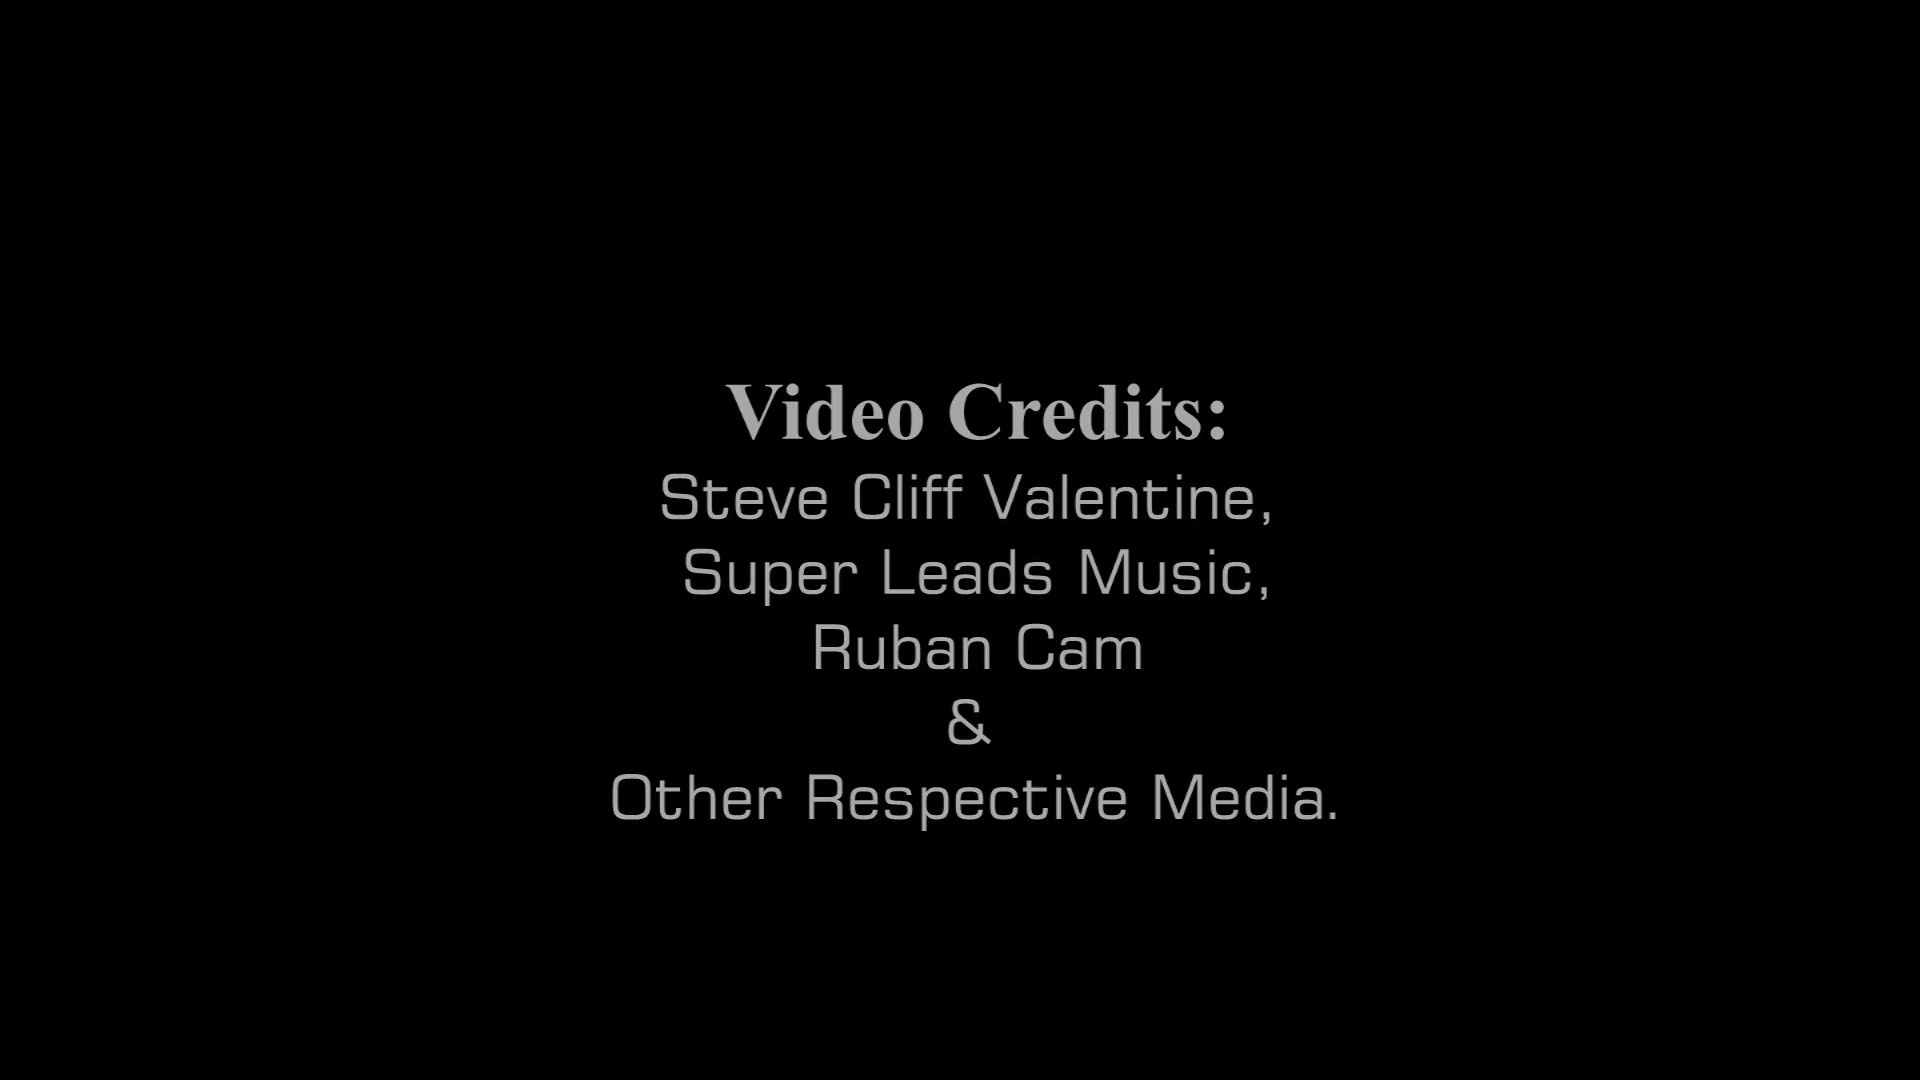 Video Credits:
Steve Cliff Valentine,
Super Leads Music,
Ruban Cam
&
Other Respective Media.